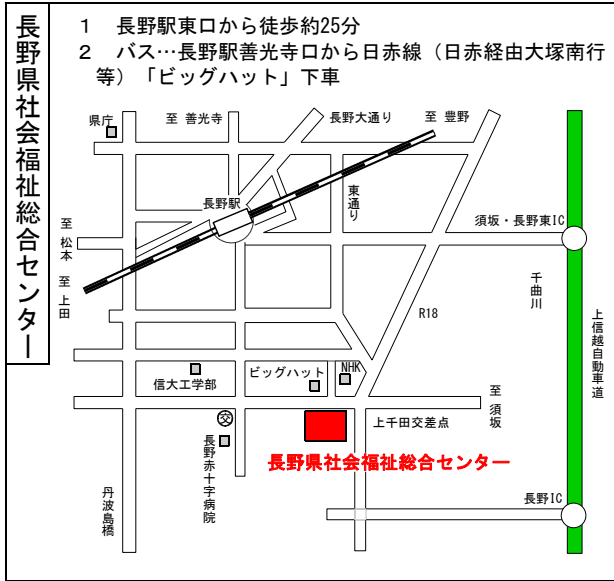 長野県社会福祉総合センター
1　長野駅東口から徒歩約25分
2　バス…長野駅善光寺口から日赤線（日赤経由大塚南行
等）「ビッグハット」下車
県庁
至 善光寺
長野大通り
至 豊野
長野駅
東通り
至 松本
至 上田
須坂・長野東IC
千曲川
R18
上信越自動車道
信大工学部
ビッグハット
NHK
至 須坂
交
上千田交差点
長野赤十字病院
長野県社会福祉総合センター
丹波島橋
長野IC